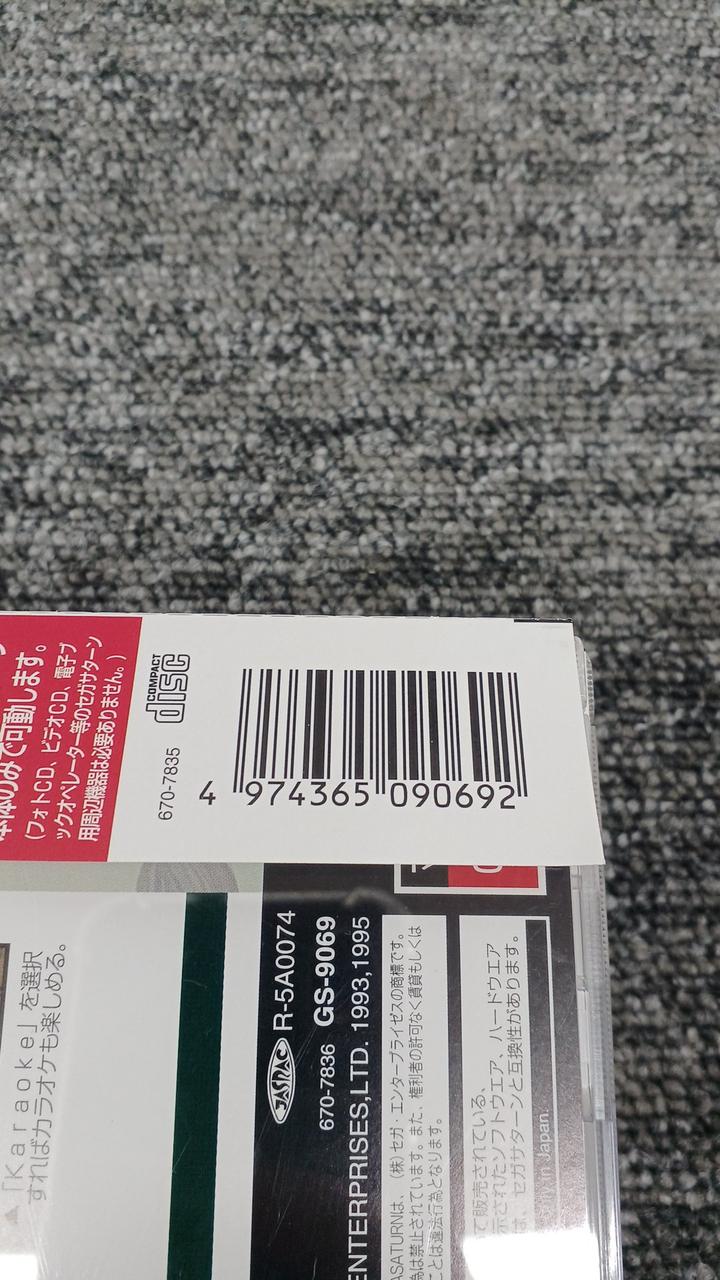 本体のみで可動します。
(フォトCD、ビデオCD、電子ブ
ックオペレーター等のセガサターン
用周辺機器は必要ありません。)
COMPACT
disc
670-7835
4 974365 090692
「Karaoke」を選択
すればカラオケも楽しめる。
JASRAC R-5A0074
670-7836 GS-9069
ENTERPRISES,LTD. 1993,1995
ASATURNは、(株)セガ・エンタープライゼスの商標です。
為は禁止されています。また、権利者の許可なく賃貸もしくは
ことは違法行為となります。
て販売されている、
示されたソフトウエア、ハードウエア
は、セガサターンと互換性があります。
only in Japan.